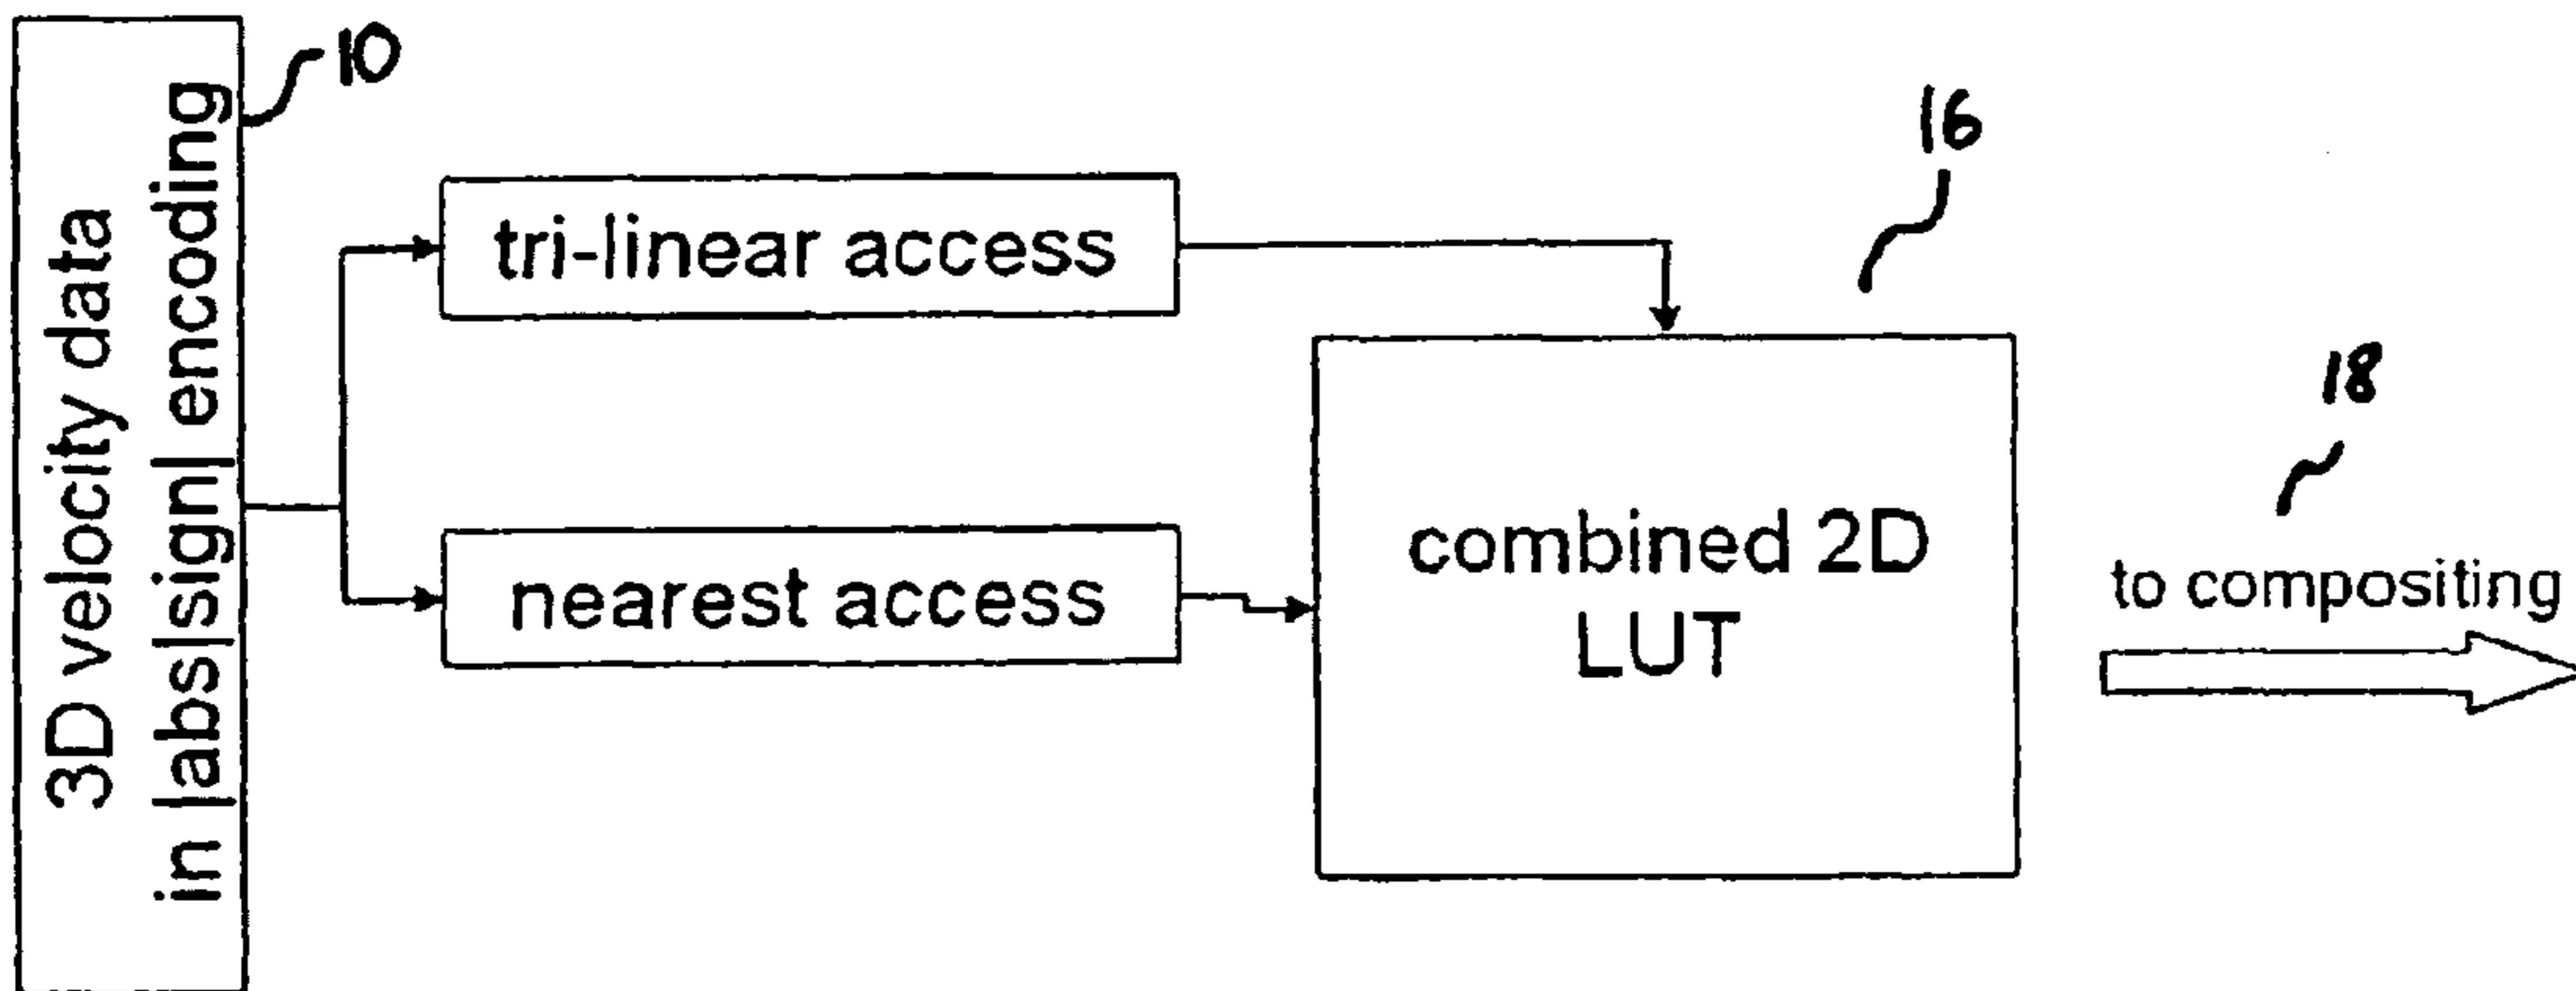 3D velocity data
in |abs|sign| encoding
10
tri-linear access
nearest access
16
combined 2D
LUT
18
to compositing